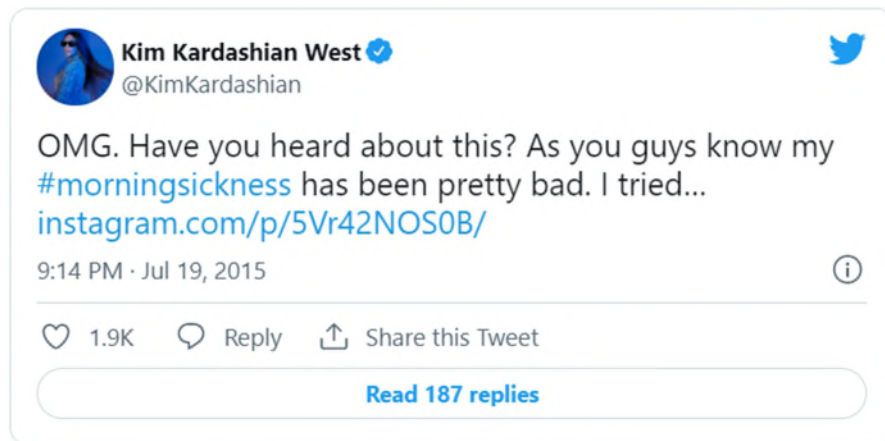 Kim Kardashian West
@KimKardashian
OMG. Have you heard about this? As you guys know my
#morningsickness has been pretty bad. I tried...
instagram.com/p/5Vr42NOS0B/
9:14 PM · Jul 19, 2015
1.9K Reply Share this Tweet
Read 187 replies